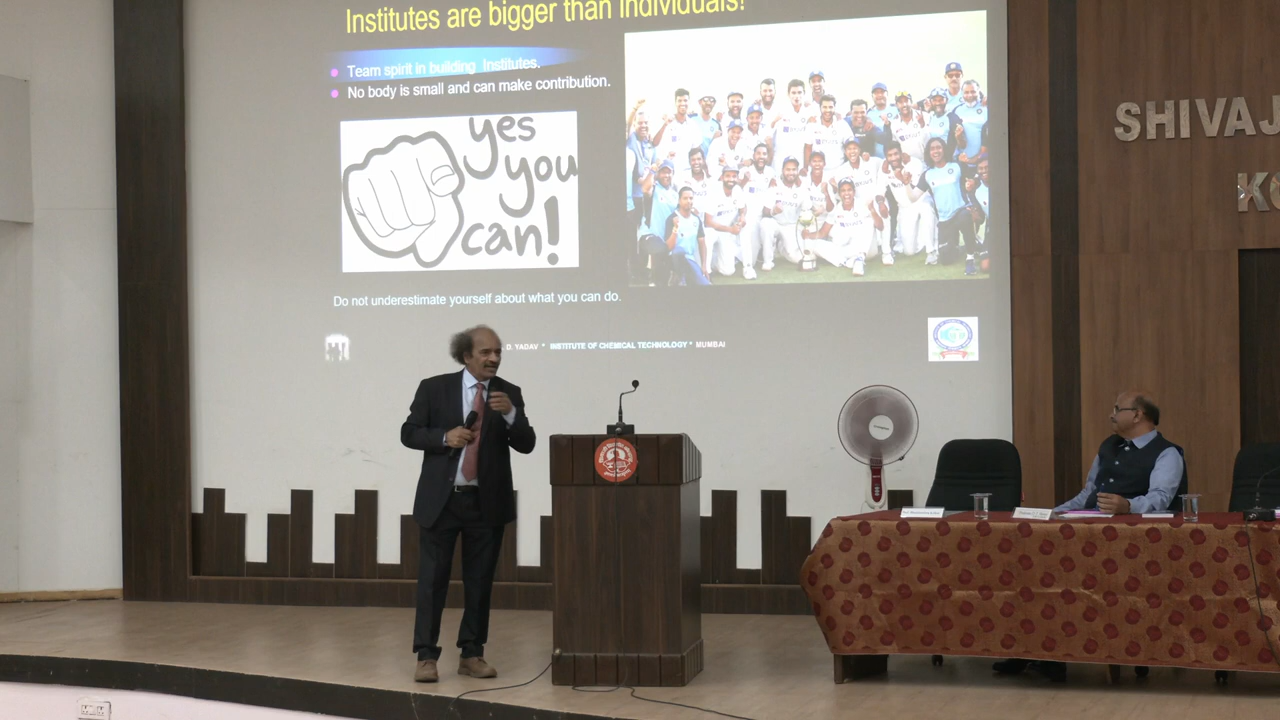 Institutes are bigger than individuals!
Team spirit in building Institutes.
No body is small and can make contribution.
yes
you
can!
Do not underestimate yourself about what you can do.
D. YADAV * INSTITUTE OF CHEMICAL TECHNOLOGY * MUMBAI
SHIVAJ
KO